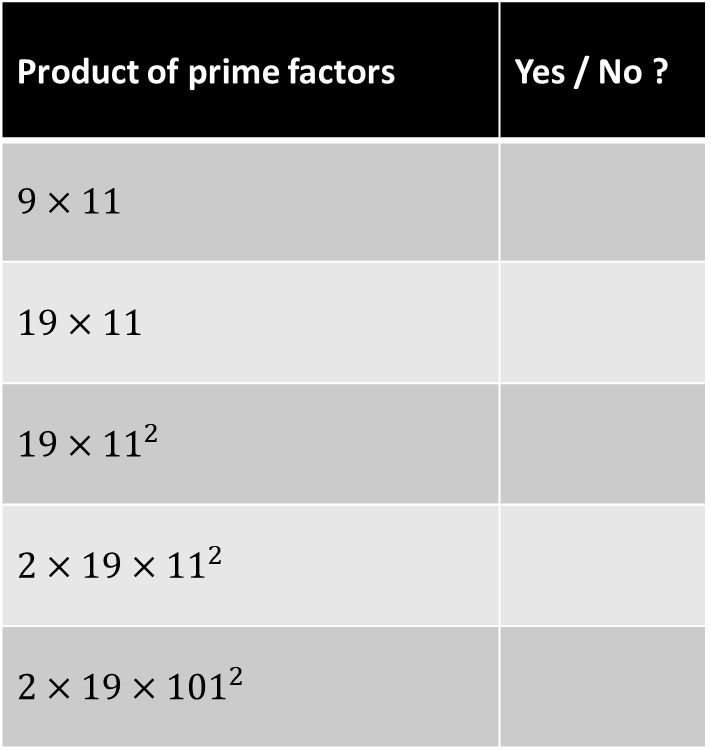 Product of prime factors Yes / No ?
9 × 11
19 × 11
19 × 11²
2 × 19 × 11²
2 × 19 × 101²